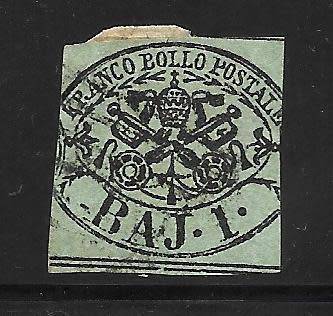 FRANCO BOLLO POSTALE
BAJ. 1.